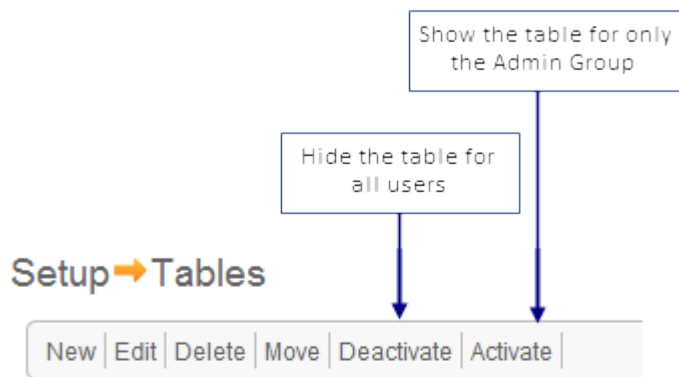 Show the table for only
the Admin Group
Hide the table for
all users
Setup Tables
New Edit Delete Move Deactivate Activate